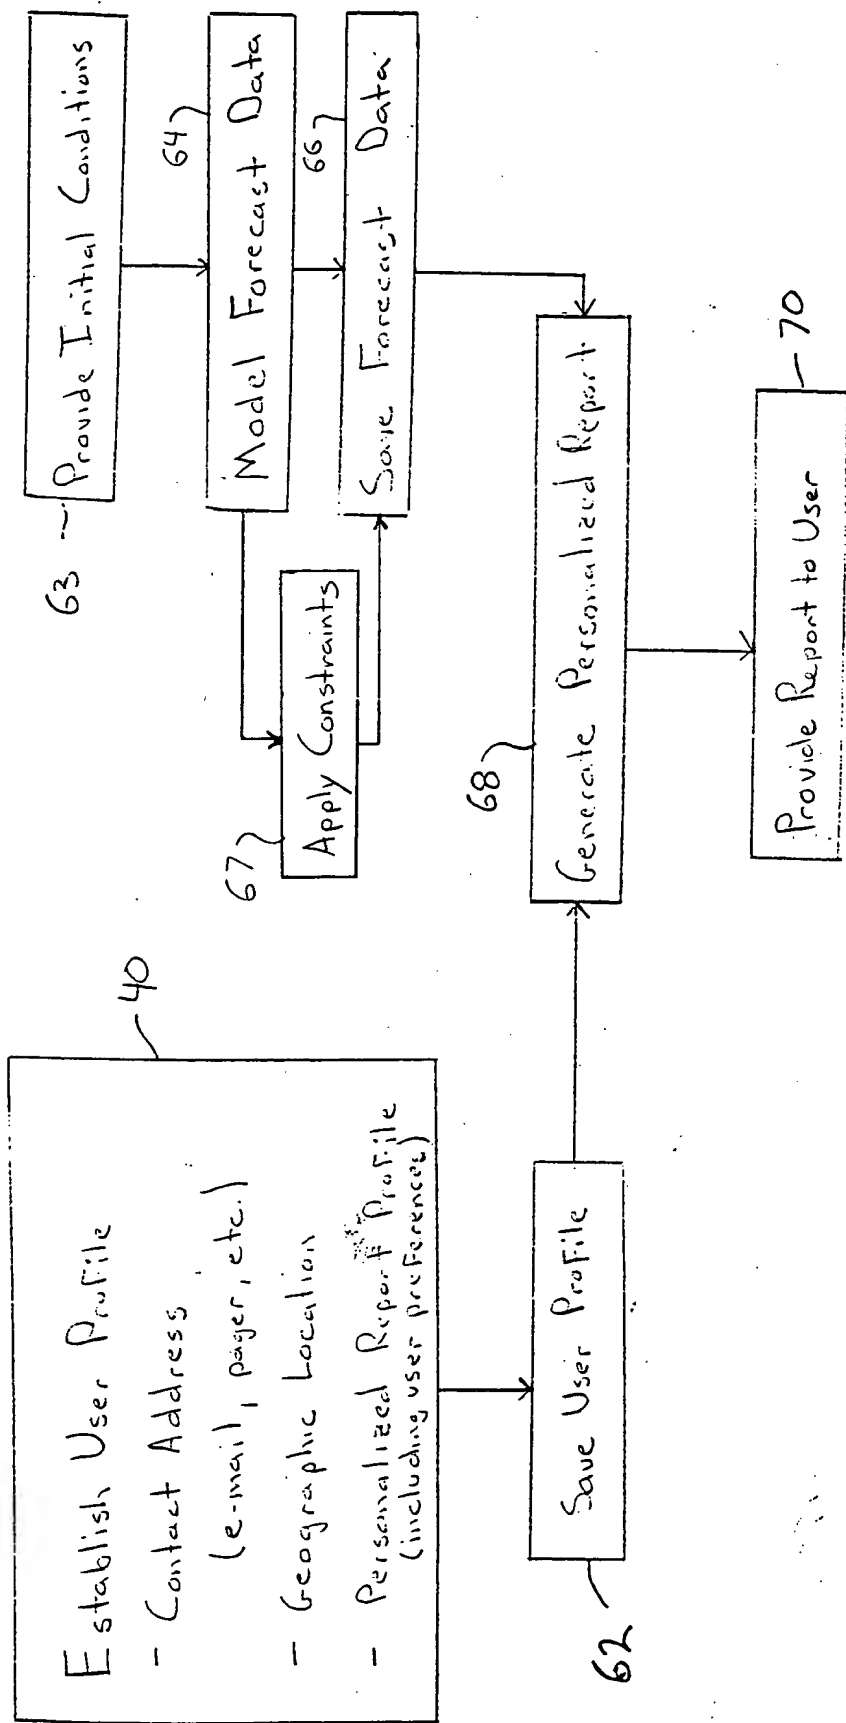 Establish User Profile
- Contact Address
(e-mail, pager, etc.)
- Geographic Location
- Personalized Report Profile
(including user preferences)
40
Save User Profile
62
63
Provide Initial Conditions
64
Model Forecast Data
66
Save Forecast Data
67
Apply Constraints
68
Generate Personalized Report
Provide Report to User
70